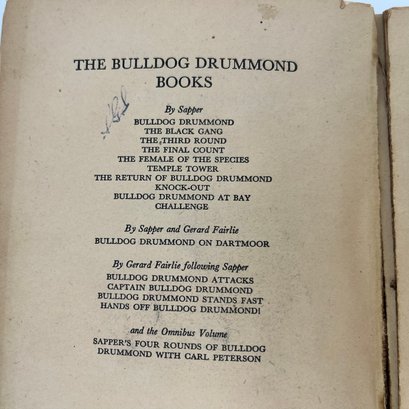 THE BULLDOG DRUMMOND
BOOKS
By Sapper
BULLDOG DRUMMOND
THE BLACK GANG
THE THIRD ROUND
THE FINAL COUNT
THE FEMALE OF THE SPECIES
TEMPLE TOWER
THE RETURN OF BULLDOG DRUMMOND
KNOCK-OUT
BULLDOG DRUMMOND AT BAY
CHALLENGE
By Sapper and Gerard Fairlie
BULLDOG DRUMMOND ON DARTMOOR
By Gerard Fairlie following Sapper
BULLDOG DRUMMOND ATTACKS
CAPTAIN BULLDOG DRUMMOND
BULLDOG DRUMMOND STANDS FAST
HANDS OFF BULLDOG DRUMMOND!
and the Omnibus Volume
SAPPER'S FOUR ROUNDS OF BULLDOG
DRUMMOND WITH CARL PETERSON